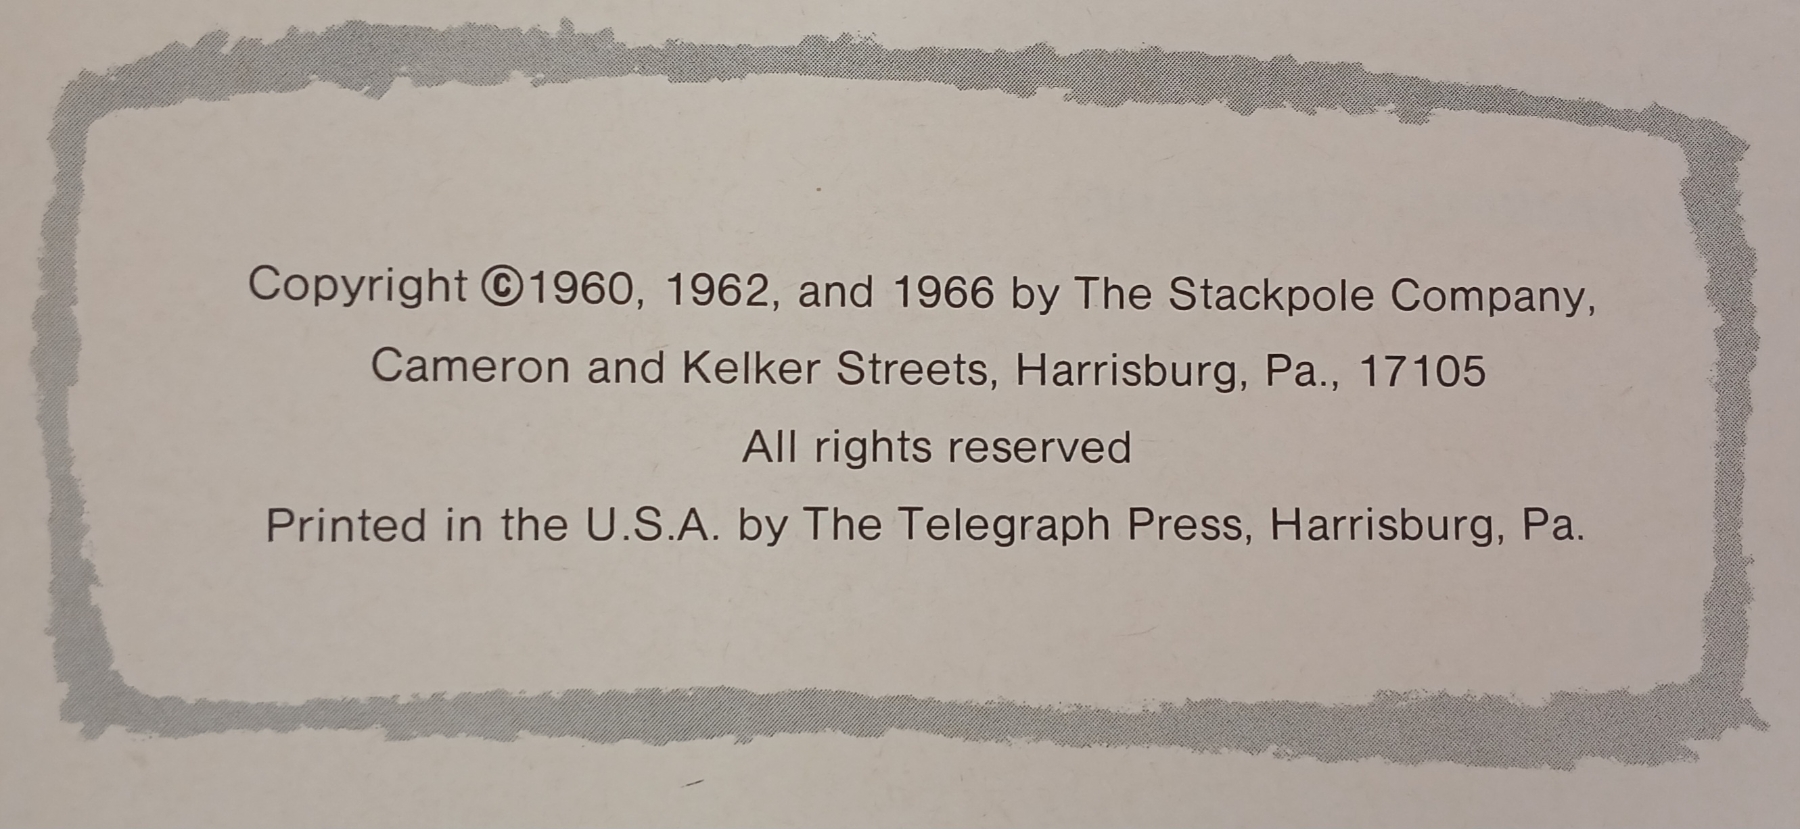 Copyright ©1960, 1962, and 1966 by The Stackpole Company,
Cameron and Kelker Streets, Harrisburg, Pa., 17105
All rights reserved
Printed in the U.S.A. by The Telegraph Press, Harrisburg, Pa.